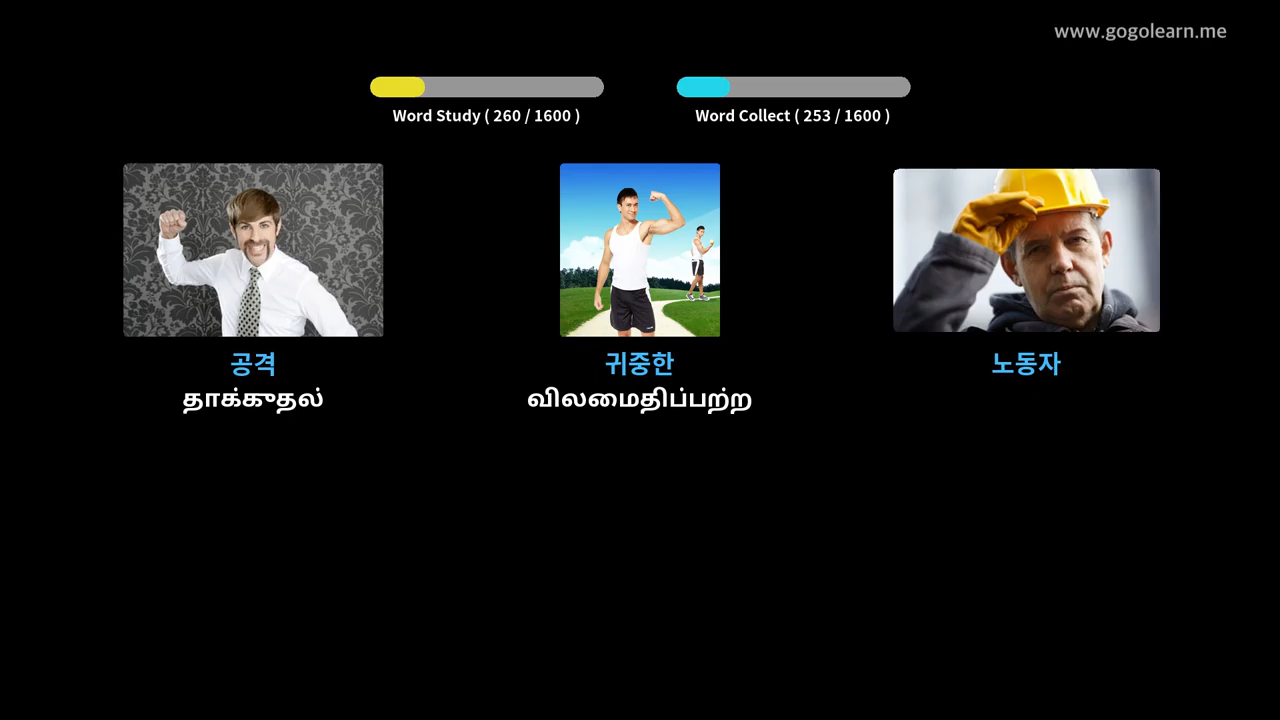 www.gogolearn.me
Word Study ( 260 / 1600 )
Word Collect ( 253 / 1600 )
공격
귀중한
노동자
தாக்குதல்
விலமைதிப்பற்ற